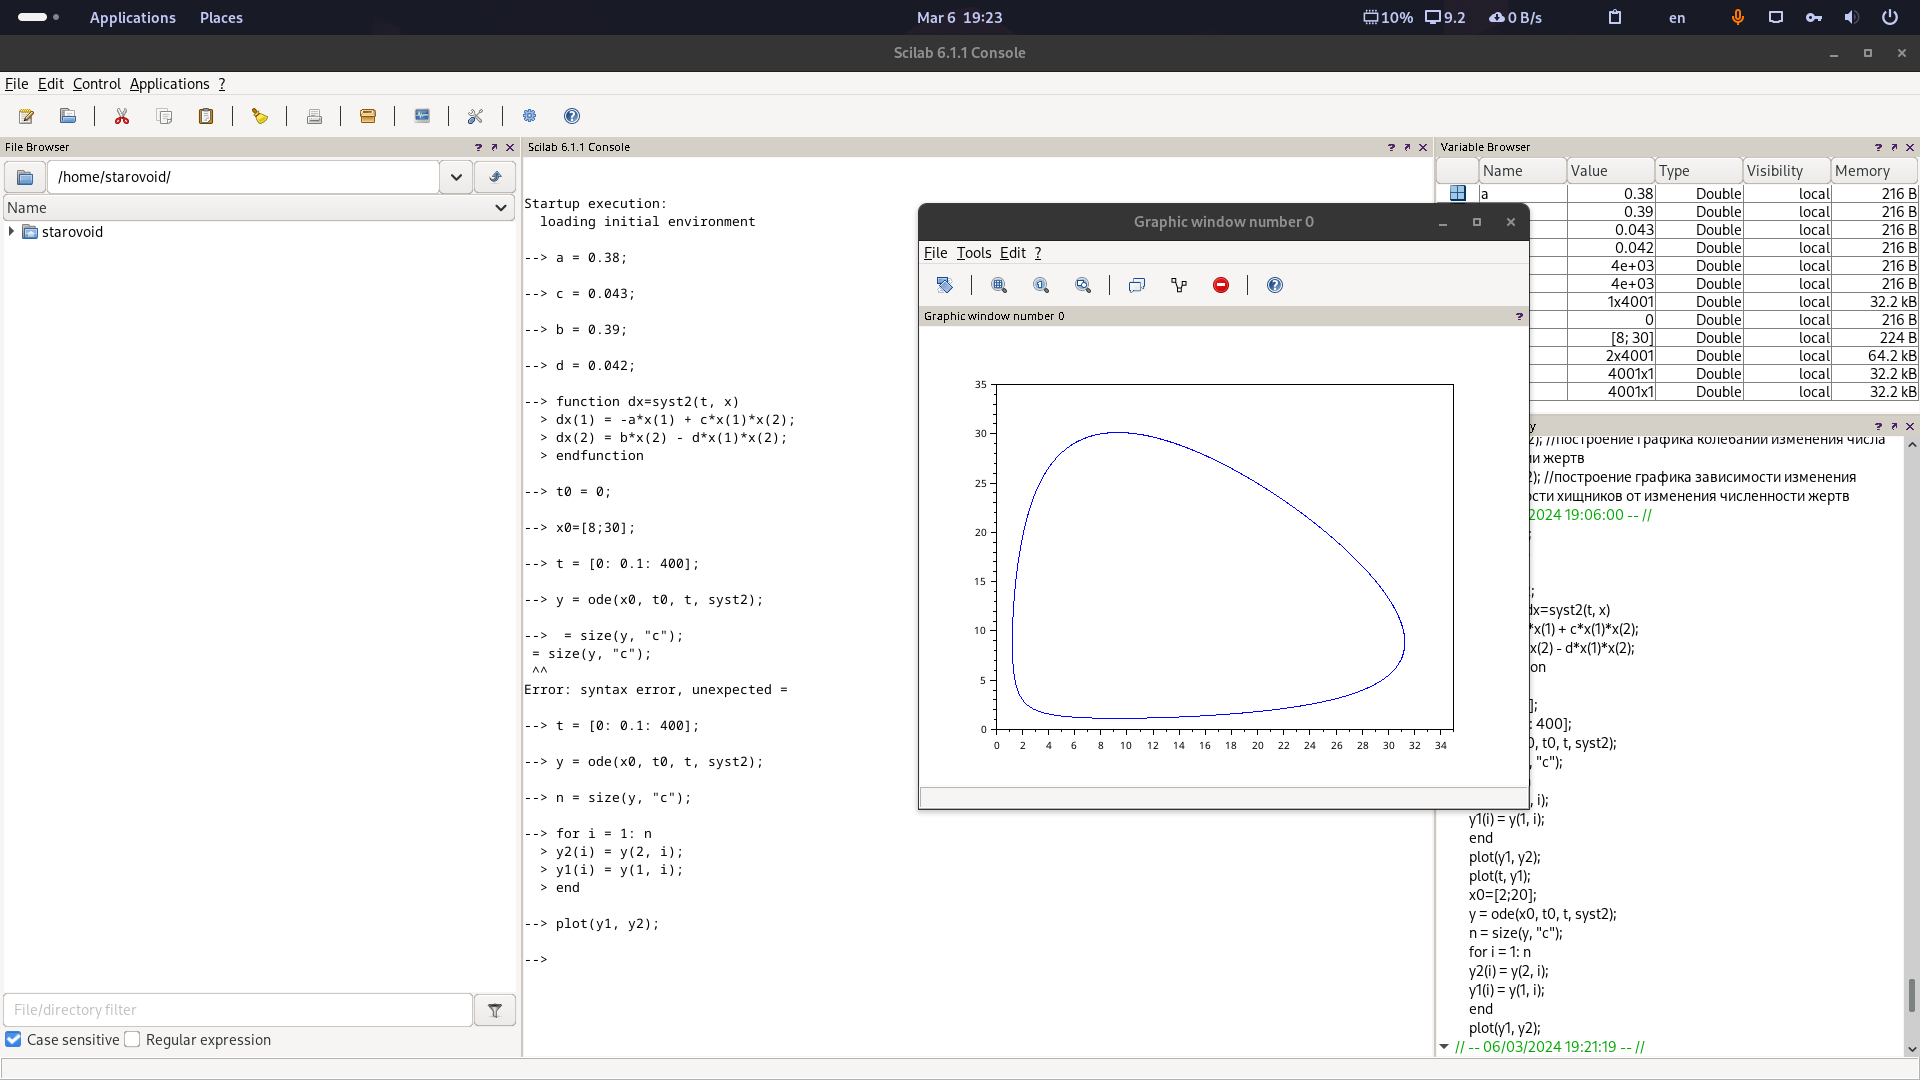 Applications Places Mar 6 19:23 10% 9.2 0 B/s en
Scilab 6.1.1 Console
File Edit Control Applications ?
File Browser
/home/starovoid/
Name
starovoid
File/directory filter
Case sensitive Regular expression
Scilab 6.1.1 Console
Startup execution:
loading initial environment
--> a = 0.38;
--> c = 0.043;
--> b = 0.39;
--> d = 0.042;
--> function dx=syst2(t, x)
> dx(1) = -a*x(1) + c*x(1)*x(2);
> dx(2) = b*x(2) - d*x(1)*x(2);
> endfunction
--> t0 = 0;
--> x0=[8;30];
--> t = [0: 0.1: 400];
--> y = ode(x0, t0, t, syst2);
-->  = size(y, "c");
= size(y, "c");
^^
Error: syntax error, unexpected =
--> t = [0: 0.1: 400];
--> y = ode(x0, t0, t, syst2);
--> n = size(y, "c");
--> for i = 1: n
> y2(i) = y(2, i);
> y1(i) = y(1, i);
> end
--> plot(y1, y2);
-->
Graphic window number 0
File Tools Edit ?
Graphic window number 0 ?
35
30
25
20
15
10
5
0
0 2 4 6 8 10 12 14 16 18 20 22 24 26 28 30 32 34
Variable Browser
Name Value Type Visibility Memory
a 0.38 Double local 216 B
0.39 Double local 216 B
0.043 Double local 216 B
0.042 Double local 216 B
4e+03 Double local 216 B
4e+03 Double local 216 B
1x4001 Double local 32.2 kB
0 Double local 216 B
[8; 30] Double local 224 B
2x4001 Double local 64.2 kB
4001x1 Double local 32.2 kB
4001x1 Double local 32.2 kB
y
2); //построение графика колебаний изменения числа
ии жертв
2); //построение графика зависимости изменения
сти хищников от изменения численности жертв
2024 19:06:00 -- //
;
;
dx=syst2(t, x)
*x(1) + c*x(1)*x(2);
x(2) - d*x(1)*x(2);
on
];
: 400];
0, t0, t, syst2);
, "c");
, i);
y1(i) = y(1, i);
end
plot(y1, y2);
plot(t, y1);
x0=[2;20];
y = ode(x0, t0, t, syst2);
n = size(y, "c");
for i = 1: n
y2(i) = y(2, i);
y1(i) = y(1, i);
end
plot(y1, y2);
// -- 06/03/2024 19:21:19 -- //